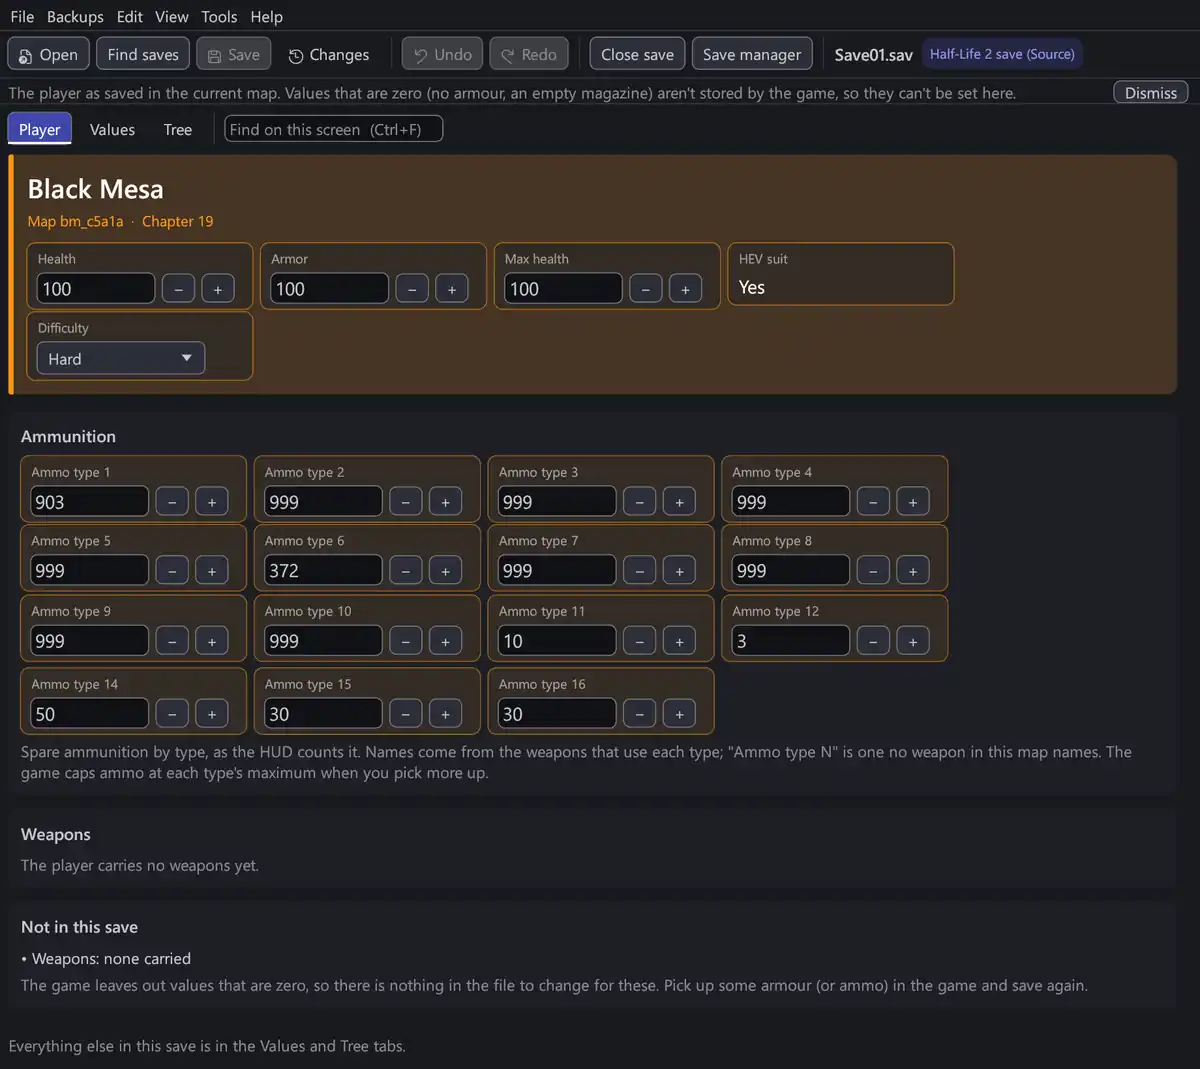 File Backups Edit View Tools Help
Open Find saves Save Changes Undo Redo Close save Save manager Save01.sav Half-Life 2 save (Source)
The player as saved in the current map. Values that are zero (no armour, an empty magazine) aren't stored by the game, so they can't be set here. Dismiss
Player Values Tree Find on this screen (Ctrl+F)
Black Mesa
Map bm_c5a1a · Chapter 19
Health Armor Max health HEV suit
100 − + 100 − + 100 − + Yes
Difficulty
Hard
Ammunition
Ammo type 1 Ammo type 2 Ammo type 3 Ammo type 4
903 − + 999 − + 999 − + 999 − +
Ammo type 5 Ammo type 6 Ammo type 7 Ammo type 8
999 − + 372 − + 999 − + 999 − +
Ammo type 9 Ammo type 10 Ammo type 11 Ammo type 12
999 − + 999 − + 10 − + 3 − +
Ammo type 14 Ammo type 15 Ammo type 16
50 − + 30 − + 30 − +
Spare ammunition by type, as the HUD counts it. Names come from the weapons that use each type; "Ammo type N" is one no weapon in this map names. The
game caps ammo at each type's maximum when you pick more up.
Weapons
The player carries no weapons yet.
Not in this save
• Weapons: none carried
The game leaves out values that are zero, so there is nothing in the file to change for these. Pick up some armour (or ammo) in the game and save again.
Everything else in this save is in the Values and Tree tabs.